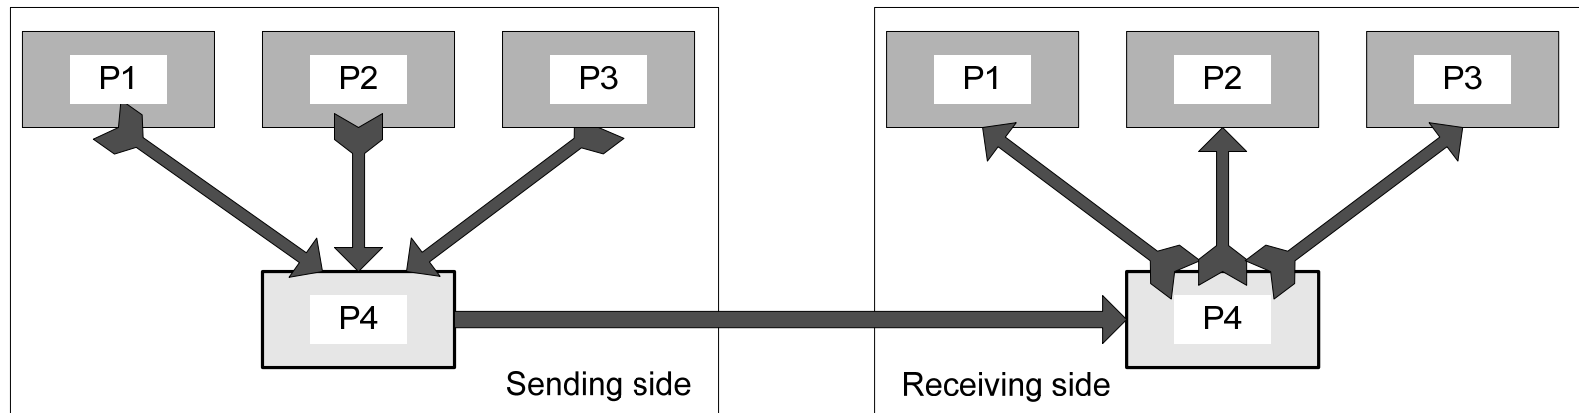 P1 P2 P3 P1 P2 P3
P4 P4
Sending side Receiving side